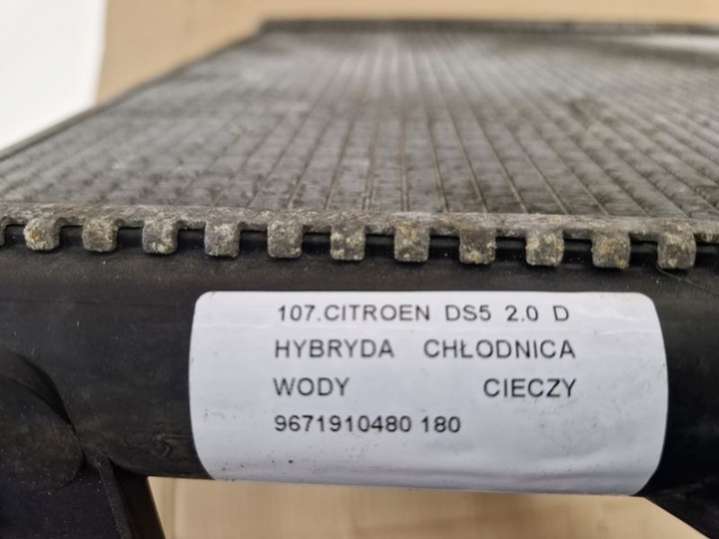 107.CITROEN DS5 2.0 D
HYBRYDA CHŁODNICA
WODY CIECZY
9671910480 180